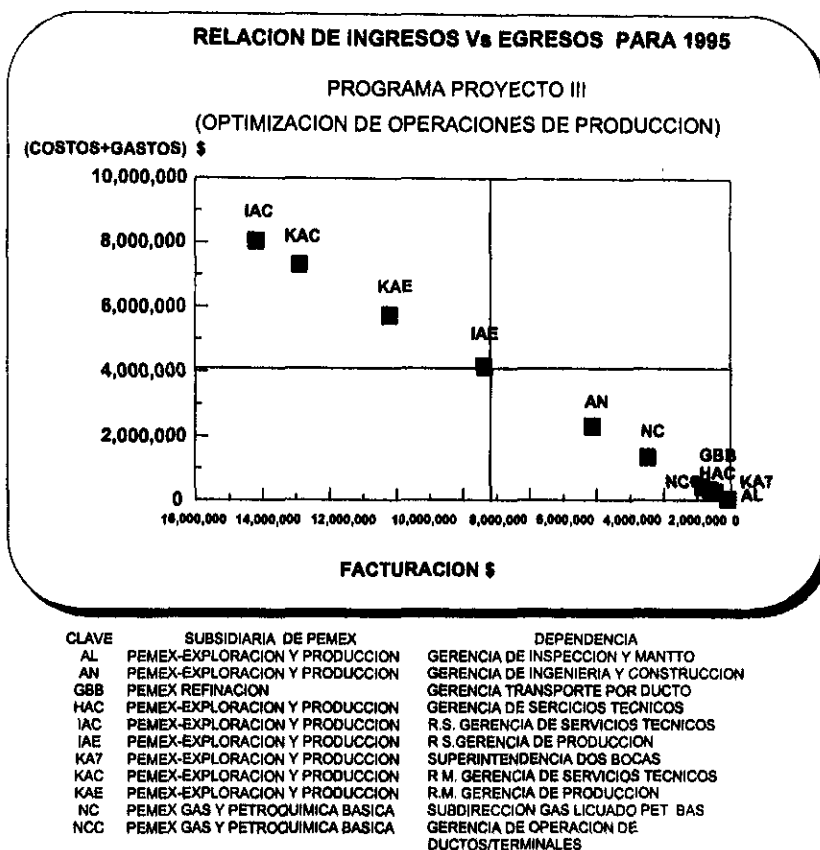 RELACION DE INGRESOS Vs EGRESOS PARA 1995
PROGRAMA PROYECTO III
(OPTIMIZACION DE OPERACIONES DE PRODUCCION)
(COSTOS+GASTOS) $
10,000,000
8,000,000
6,000,000
4,000,000
2,000,000
0
IAC
KAC
KAE
IAE
AN
NC
GBB
HAC
NCC
KA7
AL
16,000,000 14,000,000 12,000,000 10,000,000 8,000,000 6,000,000 4,000,000 2,000,000 0
FACTURACION $
CLAVE SUBSIDIARIA DE PEMEX DEPENDENCIA
AL PEMEX-EXPLORACION Y PRODUCCION GERENCIA DE INSPECCION Y MANTTO
AN PEMEX-EXPLORACION Y PRODUCCION GERENCIA DE INGENIERIA Y CONSTRUCCION
GBB PEMEX REFINACION GERENCIA TRANSPORTE POR DUCTO
HAC PEMEX-EXPLORACION Y PRODUCCION GERENCIA DE SERCICIOS TECNICOS
IAC PEMEX-EXPLORACION Y PRODUCCION R.S. GERENCIA DE SERVICIOS TECNICOS
IAE PEMEX-EXPLORACION Y PRODUCCION R S.GERENCIA DE PRODUCCION
KA7 PEMEX-EXPLORACION Y PRODUCCION SUPERINTENDENCIA DOS BOCAS
KAC PEMEX-EXPLORACION Y PRODUCCION R M. GERENCIA DE SERVICIOS TECNICOS
KAE PEMEX-EXPLORACION Y PRODUCCION R.M. GERENCIA DE PRODUCCION
NC PEMEX GAS Y PETROQUIMICA BASICA SUBDIRECCION GAS LICUADO PET BAS
NCC PEMEX GAS Y PETROQUIMICA BASICA GERENCIA DE OPERACION DE
DUCTOS/TERMINALES